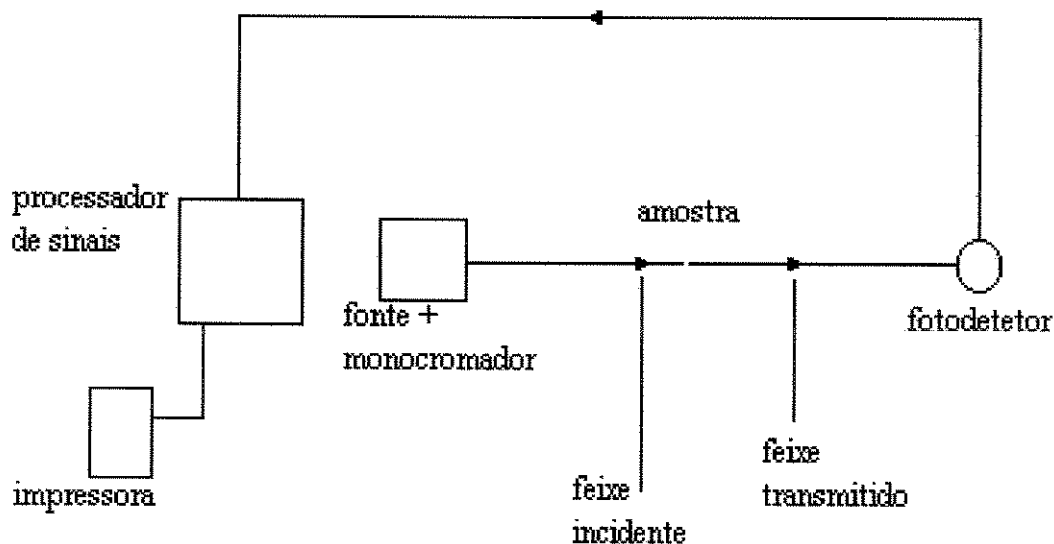 processador
de sinais
amostra
fonte +
monocromador
fotodetetor
impressora
feixe
incidente
feixe
transmitido